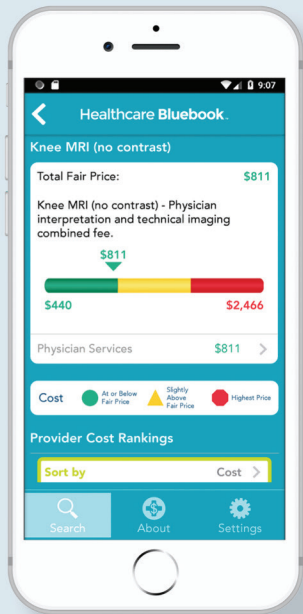 9:07
Healthcare Bluebook™
Knee MRI (no contrast)
Total Fair Price: $811
Knee MRI (no contrast) - Physician
interpretation and technical imaging
combined fee.
$811
$440 $2,466
Physician Services $811
Cost
At or Below
Fair Price
Slightly
Above
Fair Price
Highest Price
Provider Cost Rankings
Sort by Cost
Search About Settings